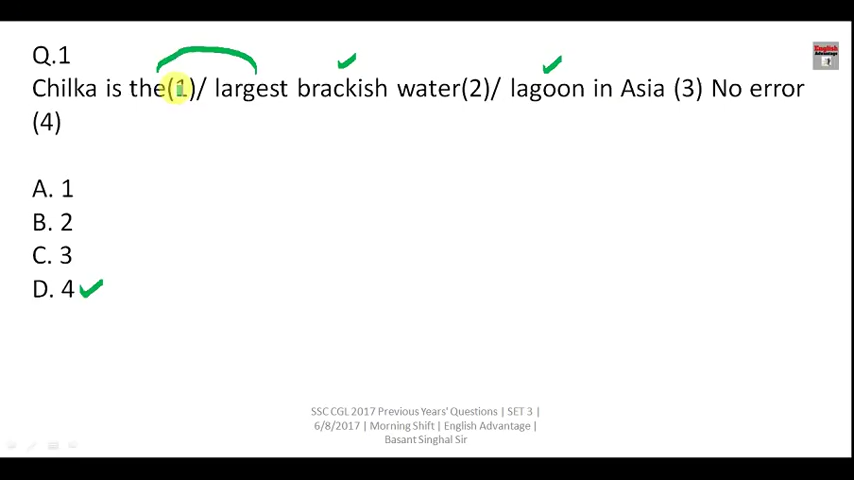 Q.1
Chilka is the(1)/ largest brackish water(2)/ lagoon in Asia (3) No error
(4)
A. 1
B. 2
C. 3
D. 4
English
Advantage
SSC CGL 2017 Previous Years' Questions | SET 3 |
6/8/2017 | Morning Shift | English Advantage |
Basant Singhal Sir